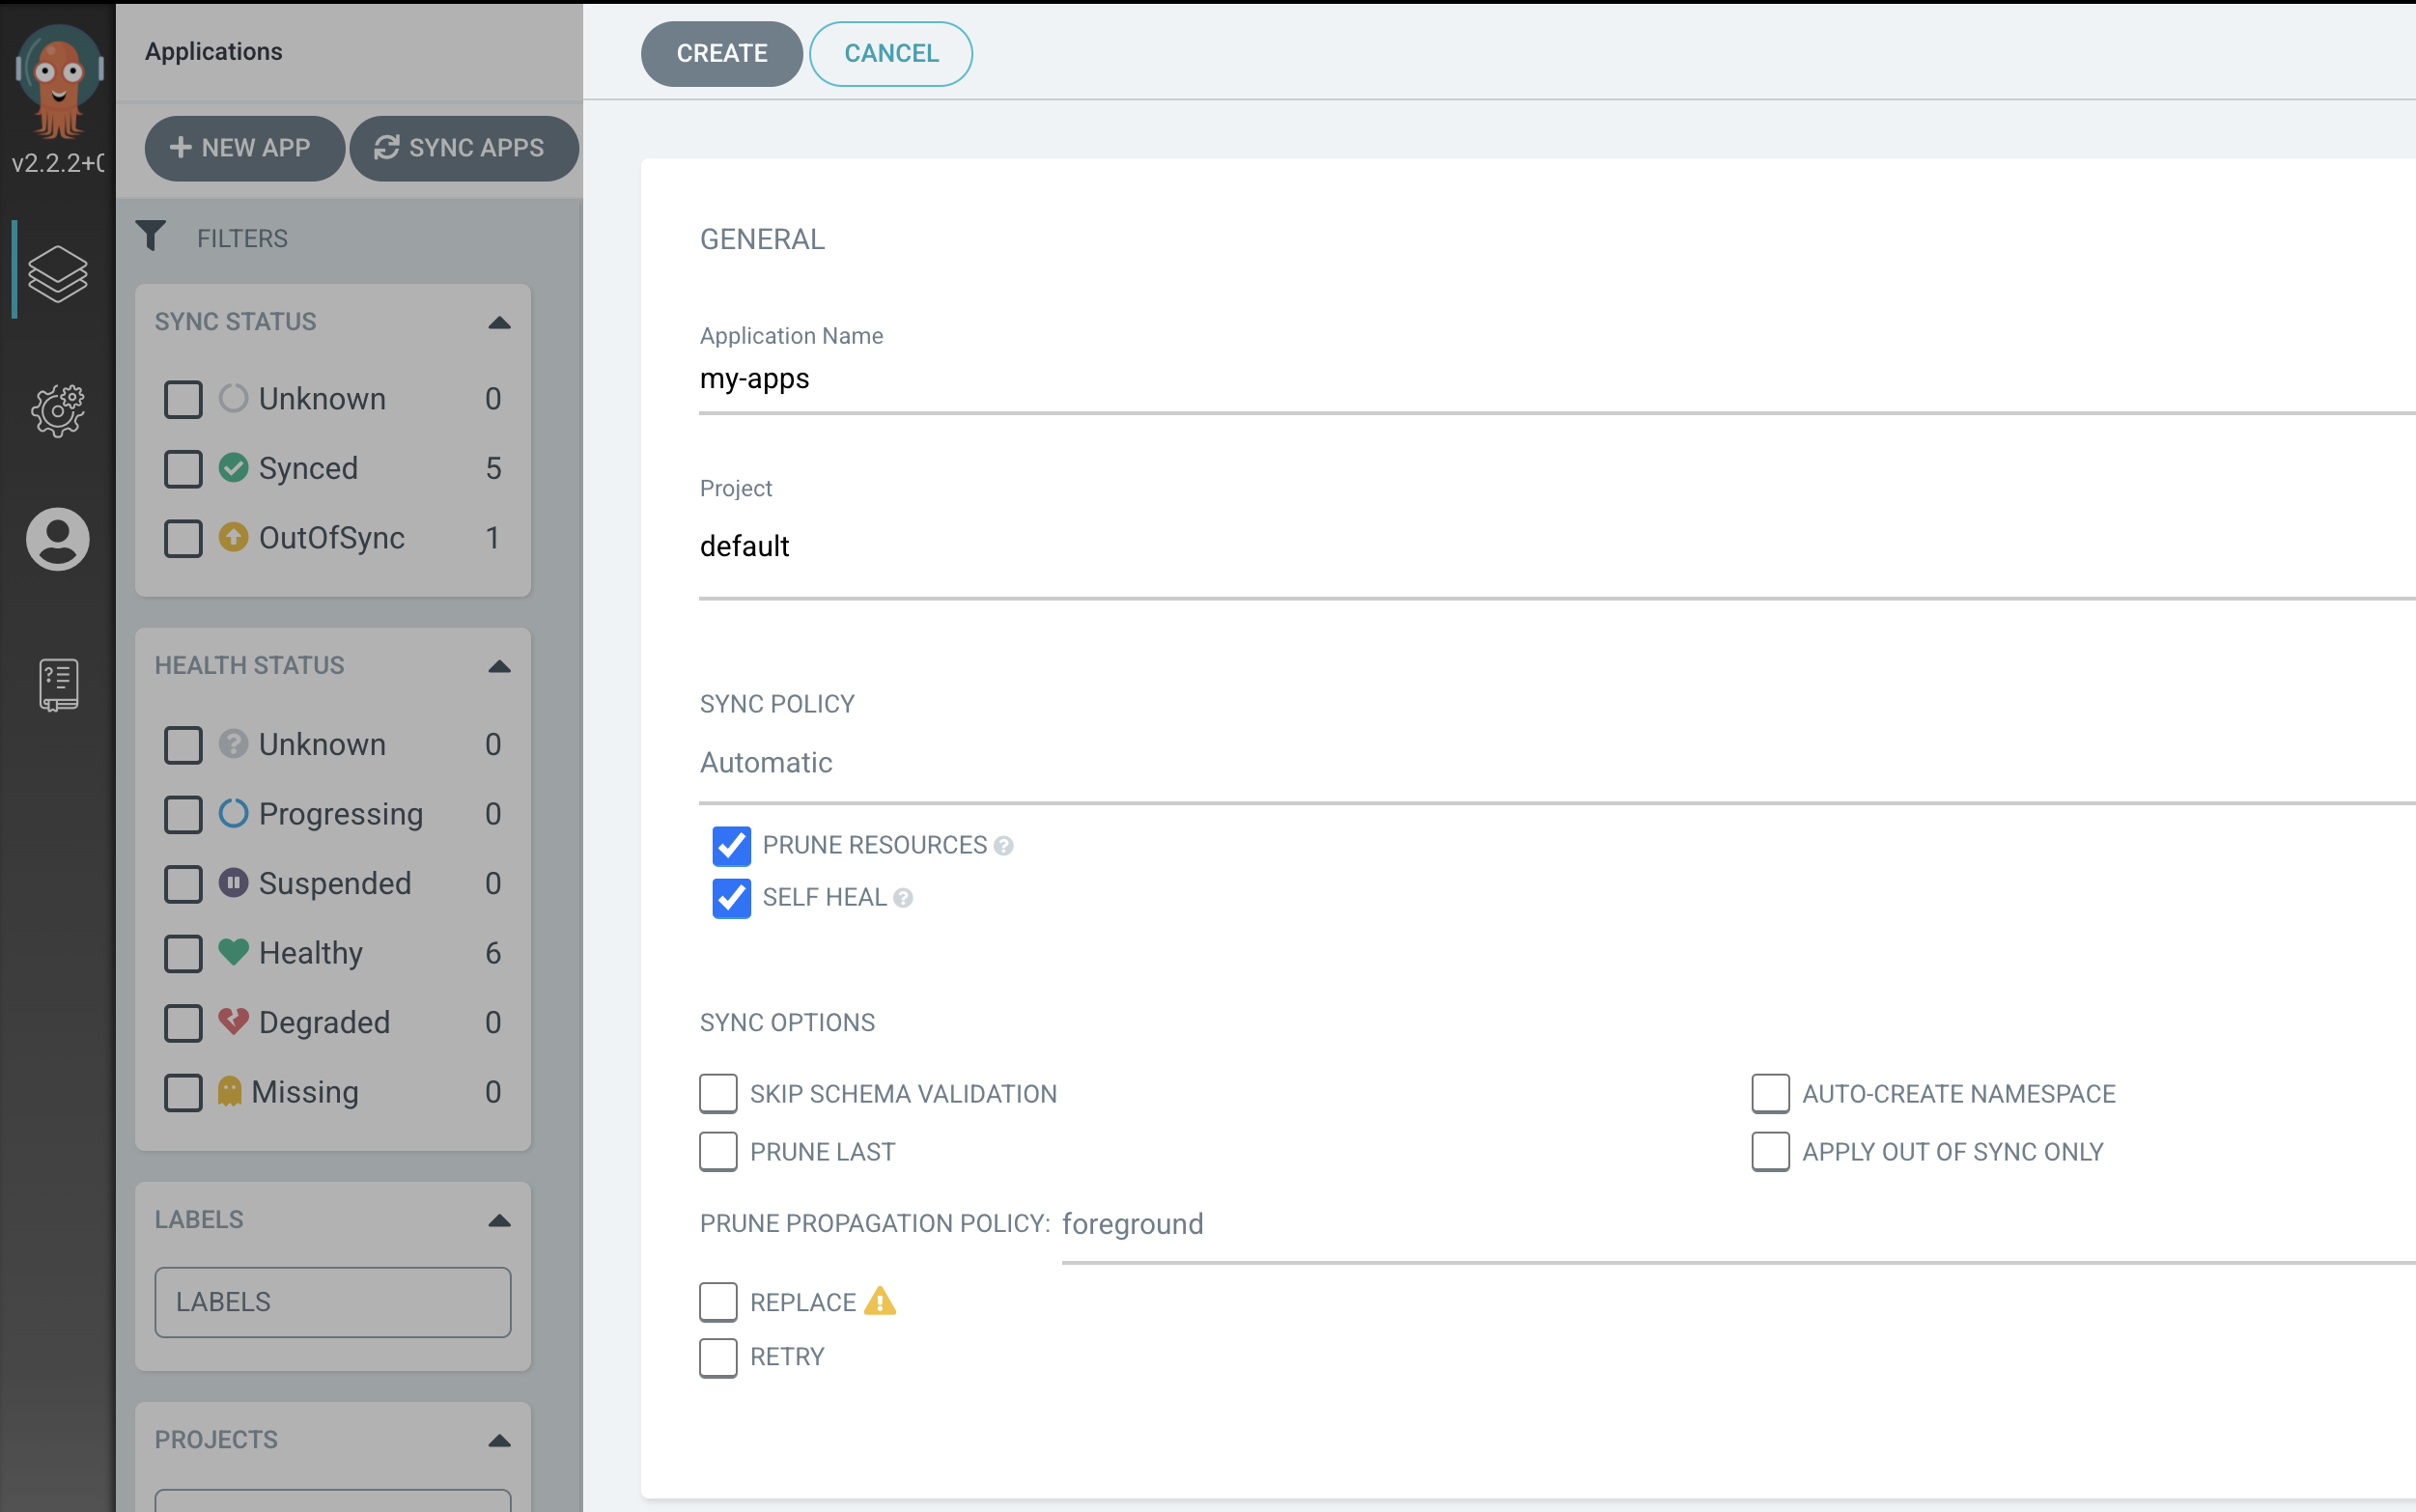 Applications
v2.2.2+0
NEW APP
SYNC APPS
FILTERS
SYNC STATUS
Unknown 0
Synced 5
OutOfSync 1
HEALTH STATUS
Unknown 0
Progressing 0
Suspended 0
Healthy 6
Degraded 0
Missing 0
LABELS
LABELS
PROJECTS
CREATE
CANCEL
GENERAL
Application Name
my-apps
Project
default
SYNC POLICY
Automatic
PRUNE RESOURCES ?
SELF HEAL ?
SYNC OPTIONS
SKIP SCHEMA VALIDATION
AUTO-CREATE NAMESPACE
PRUNE LAST
APPLY OUT OF SYNC ONLY
PRUNE PROPAGATION POLICY: foreground
REPLACE
RETRY